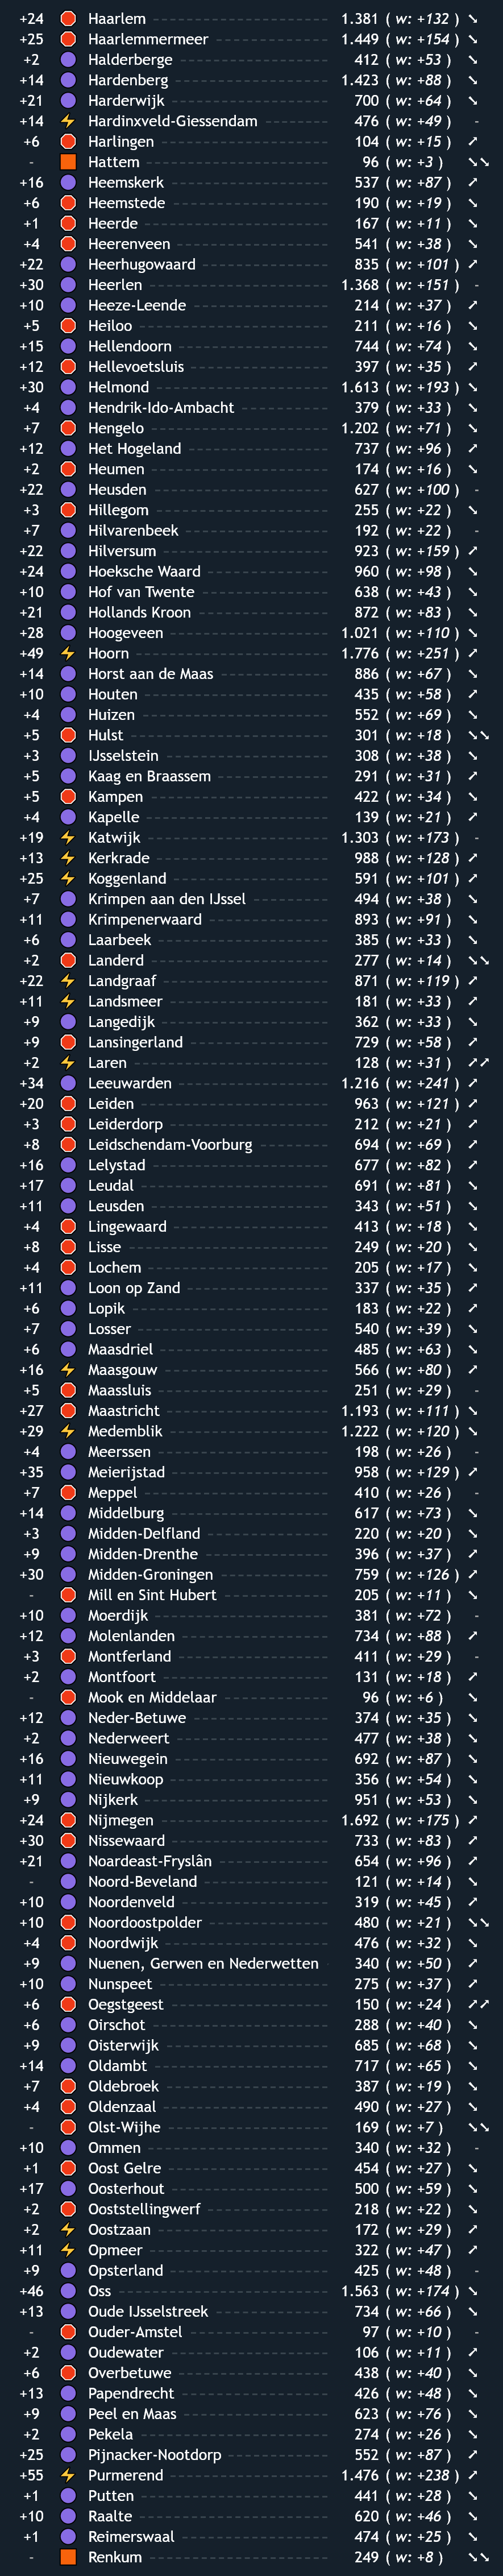 +24 Haarlem 1.381 ( w: +132 ) ↘
+25 Haarlemmermeer 1.449 ( w: +154 ) ↘
+2 Halderberge 412 ( w: +53 ) ↘
+14 Hardenberg 1.423 ( w: +88 ) ↘
+21 Harderwijk 700 ( w: +64 ) ↘
+14 Hardinxveld-Giessendam 476 ( w: +49 ) -
+6 Harlingen 104 ( w: +15 ) ↗
- Hattem 96 ( w: +3 ) ↘↘
+16 Heemskerk 537 ( w: +87 ) ↗
+6 Heemstede 190 ( w: +19 ) ↘
+1 Heerde 167 ( w: +11 ) ↘
+4 Heerenveen 541 ( w: +38 ) ↘
+22 Heerhugowaard 835 ( w: +101 ) ↗
+30 Heerlen 1.368 ( w: +151 ) -
+10 Heeze-Leende 214 ( w: +37 ) ↗
+5 Heiloo 211 ( w: +16 ) ↘
+15 Hellendoorn 744 ( w: +74 ) ↘
+12 Hellevoetsluis 397 ( w: +35 ) ↗
+30 Helmond 1.613 ( w: +193 ) ↘
+4 Hendrik-Ido-Ambacht 379 ( w: +33 ) ↘
+7 Hengelo 1.202 ( w: +71 ) ↘
+12 Het Hogeland 737 ( w: +96 ) ↗
+2 Heumen 174 ( w: +16 ) ↘
+22 Heusden 627 ( w: +100 ) -
+3 Hillegom 255 ( w: +22 ) ↘
+7 Hilvarenbeek 192 ( w: +22 ) -
+22 Hilversum 923 ( w: +159 ) ↗
+24 Hoeksche Waard 960 ( w: +98 ) ↘
+10 Hof van Twente 638 ( w: +43 ) ↘
+21 Hollands Kroon 872 ( w: +83 ) ↘
+28 Hoogeveen 1.021 ( w: +110 ) ↘
+49 Hoorn 1.776 ( w: +251 ) ↗
+14 Horst aan de Maas 886 ( w: +67 ) ↘
+10 Houten 435 ( w: +58 ) ↗
+4 Huizen 552 ( w: +69 ) ↘
+5 Hulst 301 ( w: +18 ) ↘↘
+3 IJsselstein 308 ( w: +38 ) ↘
+5 Kaag en Braassem 291 ( w: +31 ) ↗
+5 Kampen 422 ( w: +34 ) ↘
+4 Kapelle 139 ( w: +21 ) ↗
+19 Katwijk 1.303 ( w: +173 ) -
+13 Kerkrade 988 ( w: +128 ) ↗
+25 Koggenland 591 ( w: +101 ) ↗
+7 Krimpen aan den IJssel 494 ( w: +38 ) ↘
+11 Krimpenerwaard 893 ( w: +91 ) ↘
+6 Laarbeek 385 ( w: +33 ) ↘
+2 Landerd 277 ( w: +14 ) ↘↘
+22 Landgraaf 871 ( w: +119 ) ↗
+11 Landsmeer 181 ( w: +33 ) ↗
+9 Langedijk 362 ( w: +33 ) ↘
+9 Lansingerland 729 ( w: +58 ) ↗
+2 Laren 128 ( w: +31 ) ↗↗
+34 Leeuwarden 1.216 ( w: +241 ) ↗
+20 Leiden 963 ( w: +121 ) ↗
+3 Leiderdorp 212 ( w: +21 ) ↗
+8 Leidschendam-Voorburg 694 ( w: +69 ) ↗
+16 Lelystad 677 ( w: +82 ) ↗
+17 Leudal 691 ( w: +81 ) ↘
+11 Leusden 343 ( w: +51 ) ↘
+4 Lingewaard 413 ( w: +18 ) ↘
+8 Lisse 249 ( w: +20 ) ↘
+4 Lochem 205 ( w: +17 ) ↘
+11 Loon op Zand 337 ( w: +35 ) ↗
+6 Lopik 183 ( w: +22 ) ↗
+7 Losser 540 ( w: +39 ) ↘
+6 Maasdriel 485 ( w: +63 ) ↘
+16 Maasgouw 566 ( w: +80 ) ↗
+5 Maassluis 251 ( w: +29 ) -
+27 Maastricht 1.193 ( w: +111 ) ↘
+29 Medemblik 1.222 ( w: +120 ) ↘
+4 Meerssen 198 ( w: +26 ) -
+35 Meierijstad 958 ( w: +129 ) ↗
+7 Meppel 410 ( w: +26 ) -
+14 Middelburg 617 ( w: +73 ) ↘
+3 Midden-Delfland 220 ( w: +20 ) ↘
+9 Midden-Drenthe 396 ( w: +37 ) ↗
+30 Midden-Groningen 759 ( w: +126 ) ↗
- Mill en Sint Hubert 205 ( w: +11 ) ↘
+10 Moerdijk 381 ( w: +72 ) -
+12 Molenlanden 734 ( w: +88 ) ↗
+3 Montferland 411 ( w: +29 ) -
+2 Montfoort 131 ( w: +18 ) ↗
- Mook en Middelaar 96 ( w: +6 ) ↘
+12 Neder-Betuwe 374 ( w: +35 ) ↘
+2 Nederweert 477 ( w: +38 ) ↘
+16 Nieuwegein 692 ( w: +87 ) ↘
+11 Nieuwkoop 356 ( w: +54 ) ↘
+9 Nijkerk 951 ( w: +53 ) ↘
+24 Nijmegen 1.692 ( w: +175 ) ↗
+30 Nissewaard 733 ( w: +83 ) ↗
+21 Noardeast-Fryslân 654 ( w: +96 ) ↗
- Noord-Beveland 121 ( w: +14 ) ↘
+10 Noordenveld 319 ( w: +45 ) ↗
+10 Noordoostpolder 480 ( w: +21 ) ↘↘
+4 Noordwijk 476 ( w: +32 ) ↘
+9 Nuenen, Gerwen en Nederwetten 340 ( w: +50 ) ↗
+10 Nunspeet 275 ( w: +37 ) ↗
+6 Oegstgeest 150 ( w: +24 ) ↗↗
+6 Oirschot 288 ( w: +40 ) ↘
+9 Oisterwijk 685 ( w: +68 ) ↘
+14 Oldambt 717 ( w: +65 ) ↘
+7 Oldebroek 387 ( w: +19 ) ↘
+4 Oldenzaal 490 ( w: +27 ) ↘
- Olst-Wijhe 169 ( w: +7 ) ↘↘
+10 Ommen 340 ( w: +32 ) -
+1 Oost Gelre 454 ( w: +27 ) ↘
+17 Oosterhout 500 ( w: +59 ) ↘
+2 Ooststellingwerf 218 ( w: +22 ) ↘
+2 Oostzaan 172 ( w: +29 ) ↗
+11 Opmeer 322 ( w: +47 ) ↗
+9 Opsterland 425 ( w: +48 ) -
+46 Oss 1.563 ( w: +174 ) ↘
+13 Oude IJsselstreek 734 ( w: +66 ) ↘
- Ouder-Amstel 97 ( w: +10 ) -
+2 Oudewater 106 ( w: +11 ) ↗
+6 Overbetuwe 438 ( w: +40 ) ↘
+13 Papendrecht 426 ( w: +48 ) ↘
+9 Peel en Maas 623 ( w: +76 ) ↘
+2 Pekela 274 ( w: +26 ) ↘
+25 Pijnacker-Nootdorp 552 ( w: +87 ) ↗
+55 Purmerend 1.476 ( w: +238 ) ↗
+1 Putten 441 ( w: +28 ) ↘
+10 Raalte 620 ( w: +46 ) ↘
+1 Reimerswaal 474 ( w: +25 ) ↘
- Renkum 249 ( w: +8 ) ↘↘